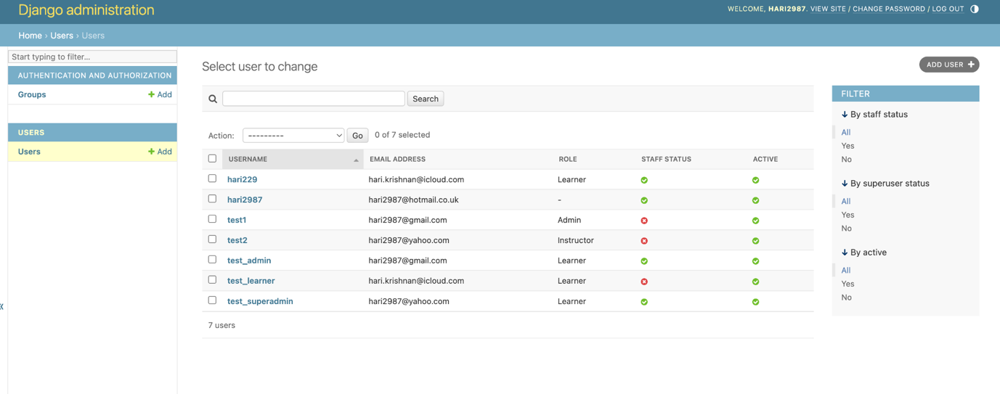 Django administration
WELCOME, HARI2987. VIEW SITE / CHANGE PASSWORD / LOG OUT
Home › Users › Users
Start typing to filter...
AUTHENTICATION AND AUTHORIZATION
Groups + Add
USERS
Users + Add
Select user to change
ADD USER +
Search
Action: --------- Go 0 of 7 selected
USERNAME EMAIL ADDRESS ROLE STAFF STATUS ACTIVE
hari229 hari.krishnan@icloud.com Learner
hari2987 hari2987@hotmail.co.uk -
test1 hari2987@gmail.com Admin
test2 hari2987@yahoo.com Instructor
test_admin hari2987@gmail.com Learner
test_learner hari.krishnan@icloud.com Learner
test_superadmin hari2987@yahoo.com Learner
7 users
FILTER
↓ By staff status
All
Yes
No
↓ By superuser status
All
Yes
No
↓ By active
All
Yes
No
«